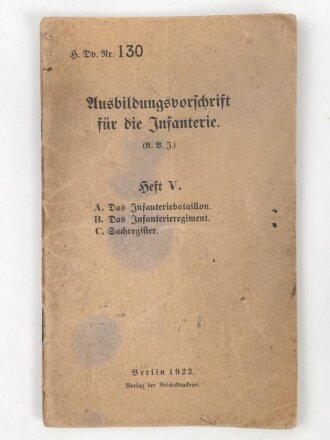 H. Dv. Nr. 130
Ausbildungsvorschrift
für die Infanterie.
(A. V. I.)
Heft V.
A. Das Infanteriebataillon.
B. Das Infanterieregiment.
C. Sachregister.
Berlin 1922.
Verlag der Reichsdruckerei.